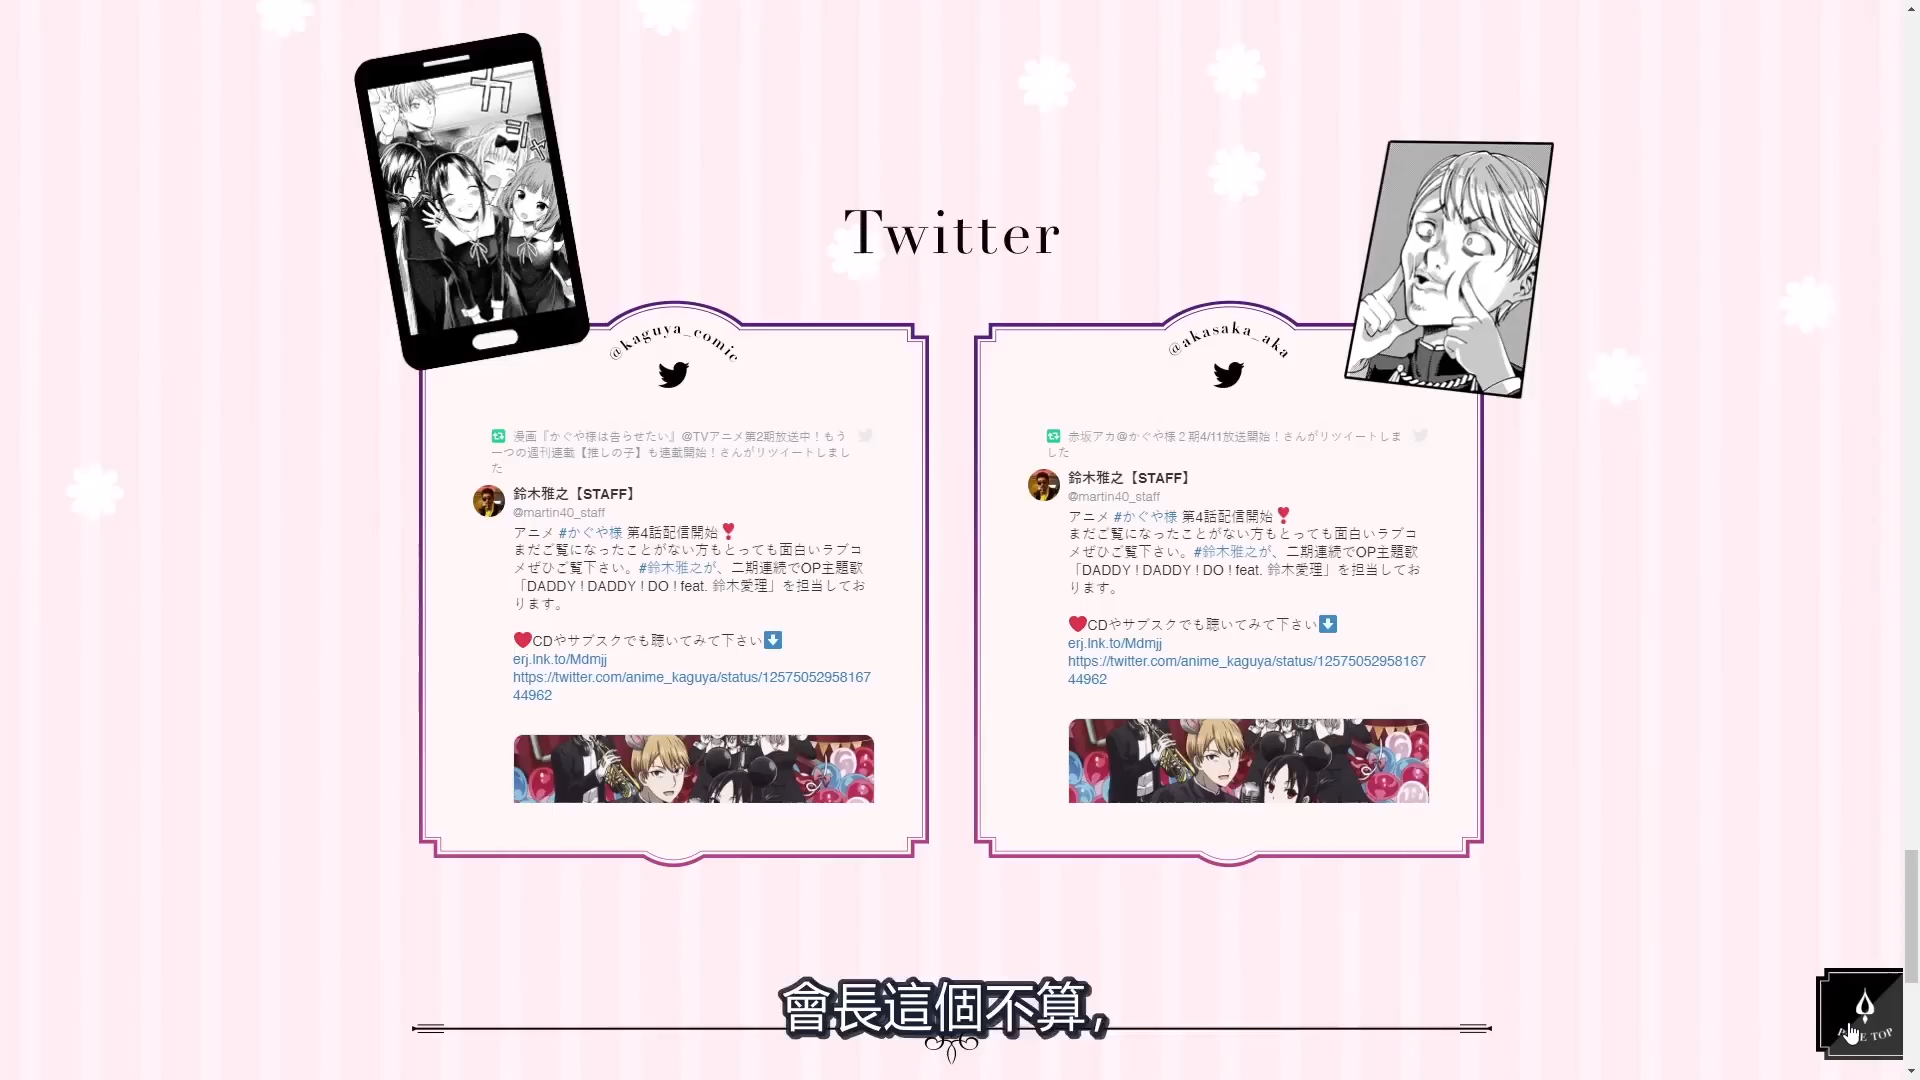 カシャ
Twitter
@kaguya_comic
漫画『かぐや様は告らせたい』@TVアニメ第2期放送中！もう
一つの週刊連載【推しの子】も連載開始！さんがリツイートしまし
た
鈴木雅之【STAFF】
@martin40_staff
アニメ #かぐや様 第4話配信開始❣
まだご覧になったことがない方もとっても面白いラブコ
メぜひご覧下さい。#鈴木雅之が、二期連続でOP主題歌
「DADDY ! DADDY ! DO ! feat. 鈴木愛理」を担当してお
ります。
❤CDやサブスクでも聴いてみて下さい⬇
erj.lnk.to/Mdmjj
https://twitter.com/anime_kaguya/status/12575052958167
44962
@akasaka_aka
赤坂アカ@かぐや様２期4/11放送開始！さんがリツイートしま
した
鈴木雅之【STAFF】
@martin40_staff
アニメ #かぐや様 第4話配信開始❣
まだご覧になったことがない方もとっても面白いラブコ
メぜひご覧下さい。#鈴木雅之が、二期連続でOP主題歌
「DADDY ! DADDY ! DO ! feat. 鈴木愛理」を担当してお
ります。
❤CDやサブスクでも聴いてみて下さい⬇
erj.lnk.to/Mdmjj
https://twitter.com/anime_kaguya/status/12575052958167
44962
會長這個不算，
PAGE TOP